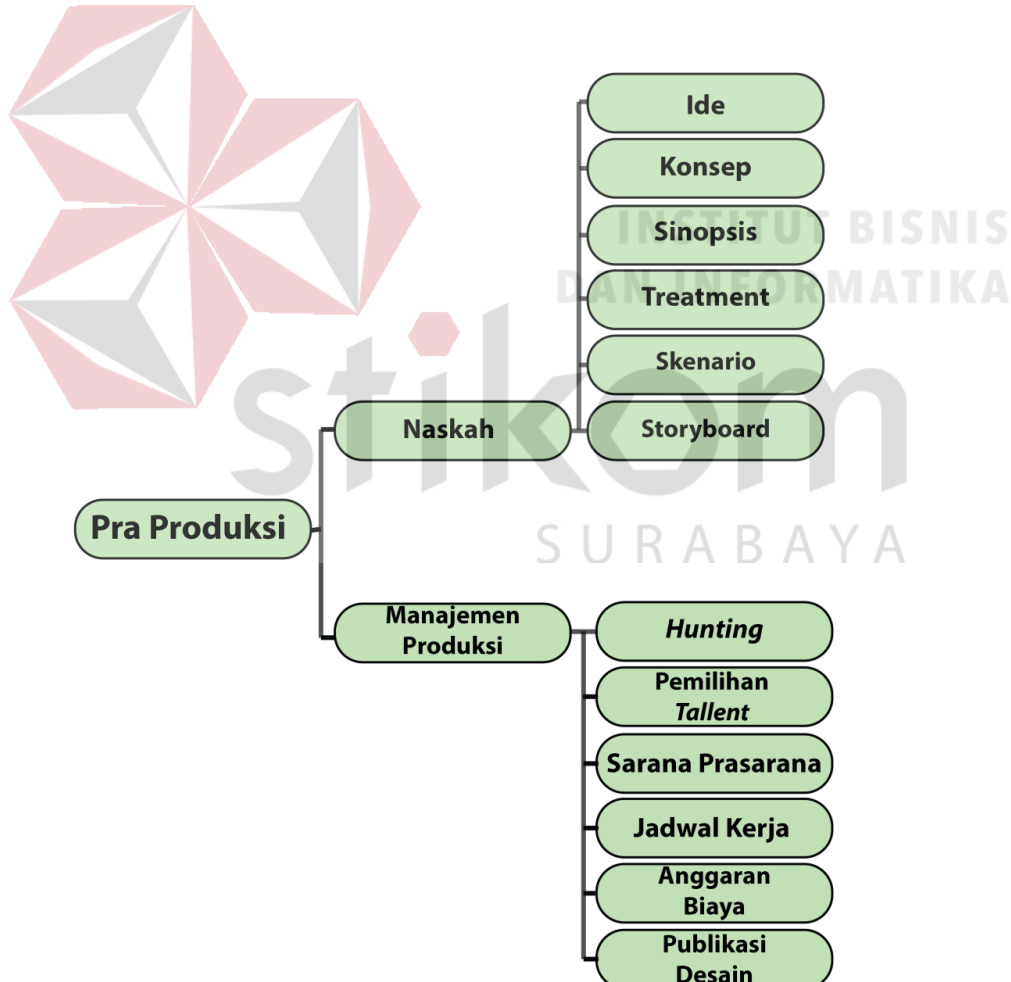 Ide
Konsep
Sinopsis
Treatment
Skenario
Storyboard
Naskah
Pra Produksi
Manajemen
Produksi
Hunting
Pemilihan
Tallent
Sarana Prasarana
Jadwal Kerja
Anggaran
Biaya
Publikasi
Desain
INSTITUT BISNIS
DAN INFORMATIKA
stikom
SURABAYA